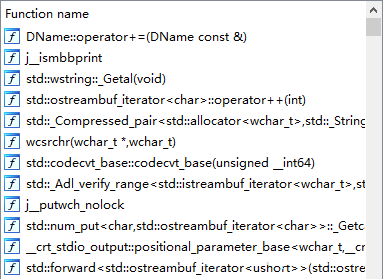 Function name
DName::operator+=(DName const &)
j__ismbbprint
std::wstring::_Getal(void)
std::ostreambuf_iterator<char>::operator++(int)
std::_Compressed_pair<std::allocator<wchar_t>,std::_String
wcsrchr(wchar_t *,wchar_t)
std::codecvt_base::codecvt_base(unsigned __int64)
std::_Adl_verify_range<std::istreambuf_iterator<wchar_t>,st
j__putwch_nolock
std::num_put<char,std::ostreambuf_iterator<char>>::_Getca
__crt_stdio_output::positional_parameter_base<wchar_t,__cr
std::forward<std::ostreambuf_iterator<ushort>>(std::ostre